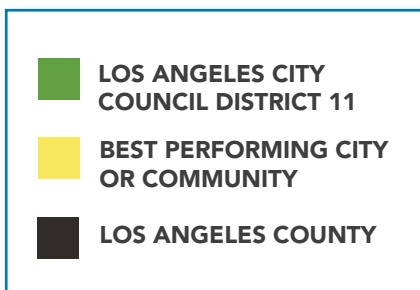 LOS ANGELES CITY
COUNCIL DISTRICT 11
BEST PERFORMING CITY
OR COMMUNITY
LOS ANGELES COUNTY